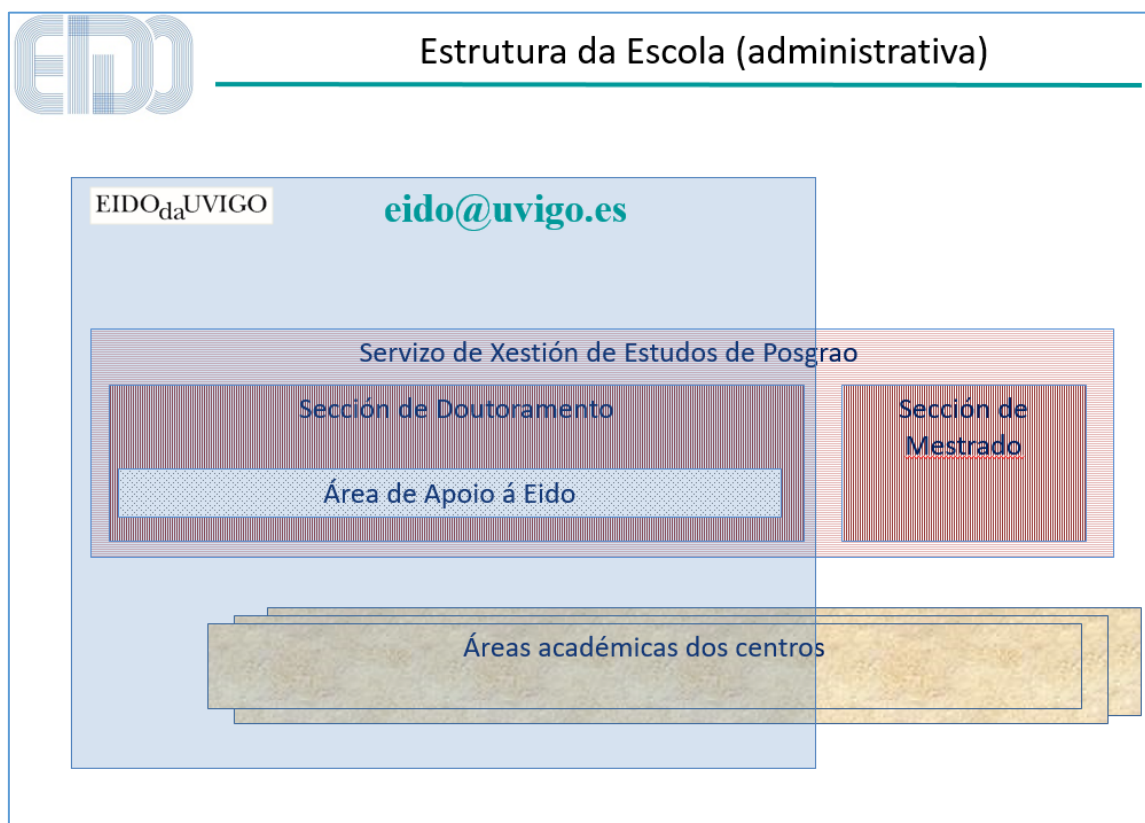 EIDO
Estrutura da Escola (administrativa)
EIDOdaUVIGO
eido@uvigo.es
Servizo de Xestión de Estudos de Posgrao
Sección de Doutoramento
Sección de
Mestrado
Área de Apoio á Eido
Áreas académicas dos centros